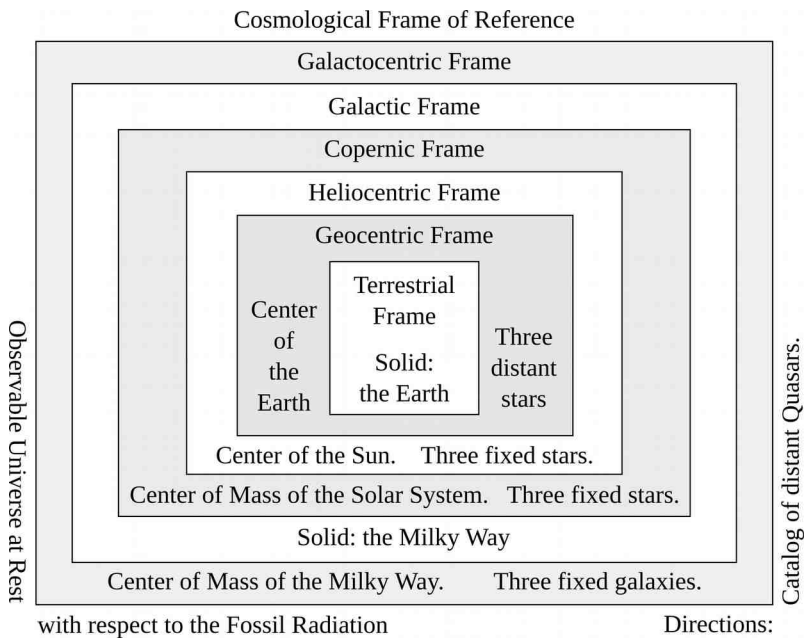 Cosmological Frame of Reference
Galactocentric Frame
Galactic Frame
Copernic Frame
Heliocentric Frame
Geocentric Frame
Terrestrial
Frame
Solid:
the Earth
Center
of
the
Earth
Three
distant
stars
Center of the Sun. Three fixed stars.
Center of Mass of the Solar System. Three fixed stars.
Solid: the Milky Way
Center of Mass of the Milky Way. Three fixed galaxies.
Observable Universe at Rest
with respect to the Fossil Radiation
Directions:
Catalog of distant Quasars.